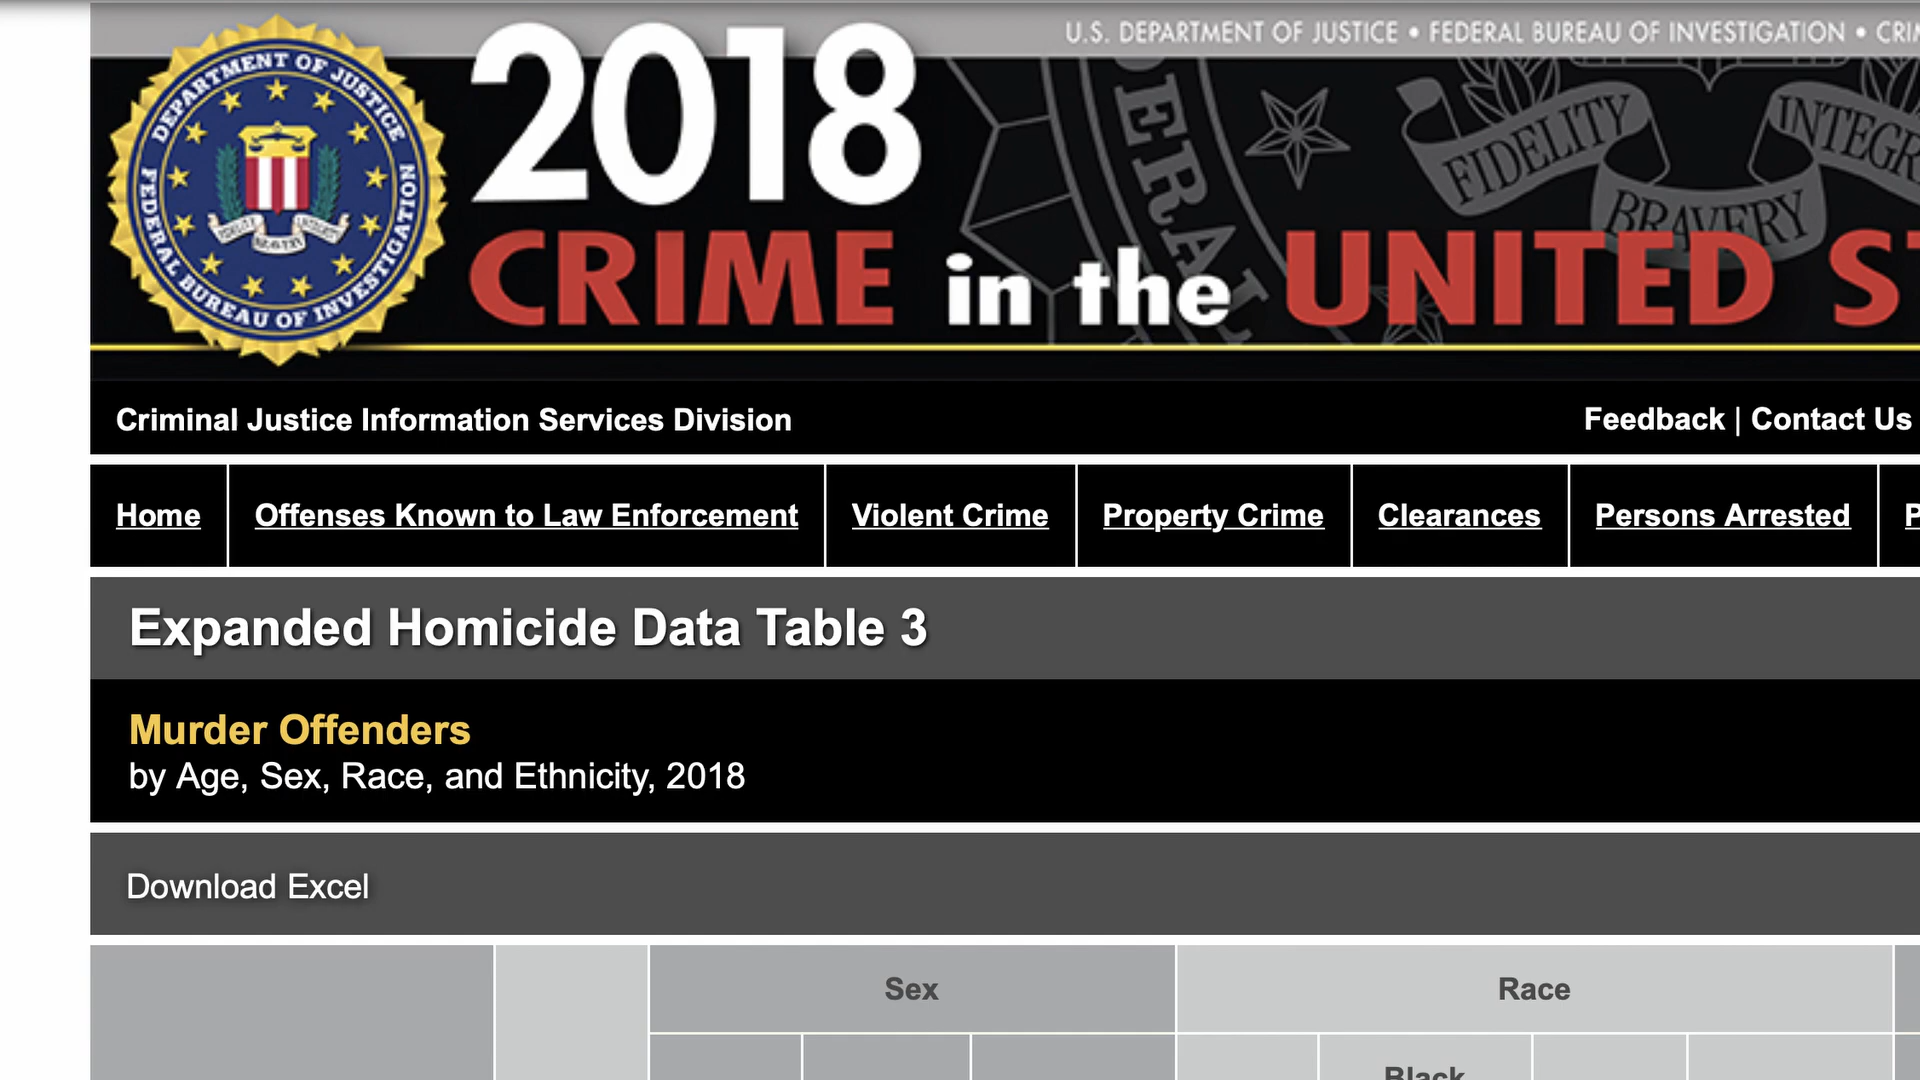 U.S. DEPARTMENT OF JUSTICE • FEDERAL BUREAU OF INVESTIGATION •
DEPARTMENT OF JUSTICE
FEDERAL BUREAU OF INVESTIGATION
FIDELITY BRAVERY
2018
CRIME in the UNITED
Criminal Justice Information Services Division
Feedback | Contact Us
Home
Offenses Known to Law Enforcement
Violent Crime
Property Crime
Clearances
Persons Arrested
Expanded Homicide Data Table 3
Murder Offenders
by Age, Sex, Race, and Ethnicity, 2018
Download Excel
Sex
Race
Black